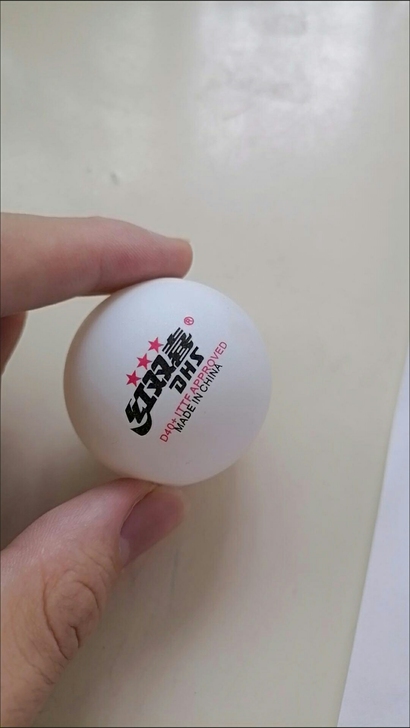 ★★★
红双喜®
DHS
D40+ ITTF APPROVED
MADE IN CHINA